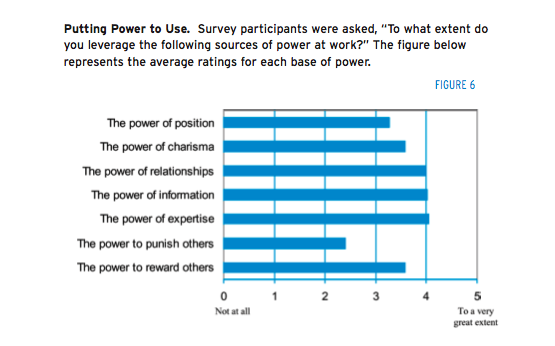 Putting Power to Use. Survey participants were asked, "To what extent do
you leverage the following sources of power at work?" The figure below
represents the average ratings for each base of power.
FIGURE 6
The power of position
The power of charisma
The power of relationships
The power of information
The power of expertise
The power to punish others
The power to reward others
0 1 2 3 4 5
Not at all To a very
great extent